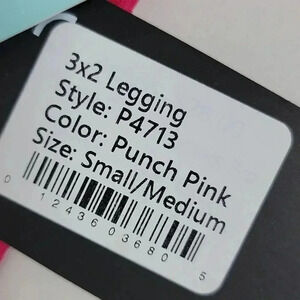 3x2 Legging
Style: P4713
Color: Punch Pink
Size: Small/Medium
0 12436 03680 5